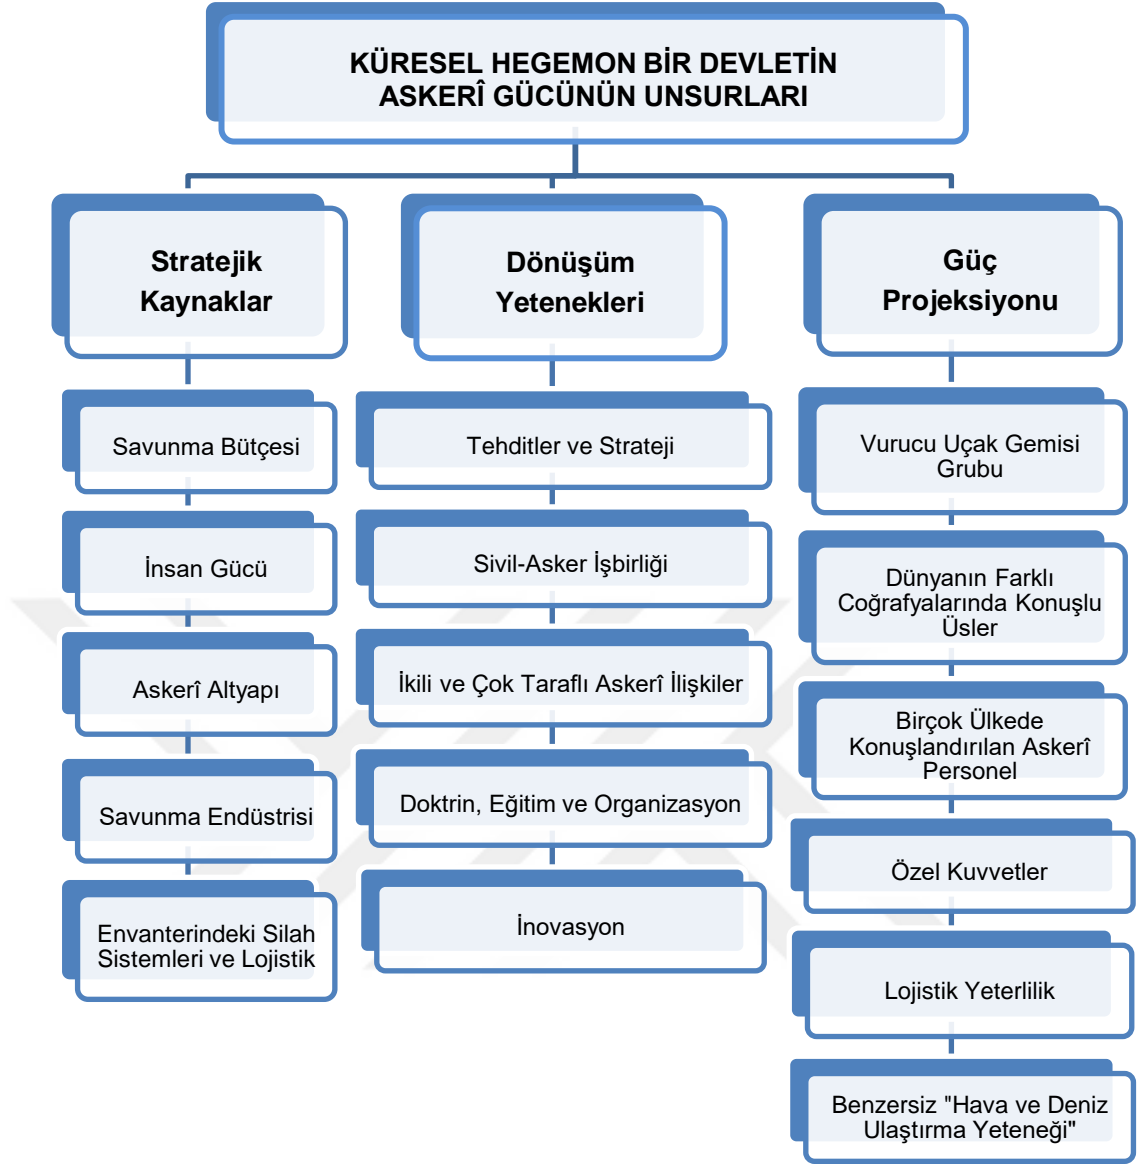 KÜRESEL HEGEMON BİR DEVLETİN
ASKERÎ GÜCÜNÜN UNSURLARI
Stratejik
Kaynaklar
Savunma Bütçesi
İnsan Gücü
Askerî Altyapı
Savunma Endüstrisi
Envanterindeki Silah
Sistemleri ve Lojistik
Dönüşüm
Yetenekleri
Tehditler ve Strateji
Sivil-Asker İşbirliği
İkili ve Çok Taraflı Askerî İlişkiler
Doktrin, Eğitim ve Organizasyon
İnovasyon
Güç
Projeksiyonu
Vurucu Uçak Gemisi
Grubu
Dünyanın Farklı
Coğrafyalarında Konuşlu
Üsler
Birçok Ülkede
Konuşlandırılan Askerî
Personel
Özel Kuvvetler
Lojistik Yeterlilik
Benzersiz "Hava ve Deniz
Ulaştırma Yeteneği"